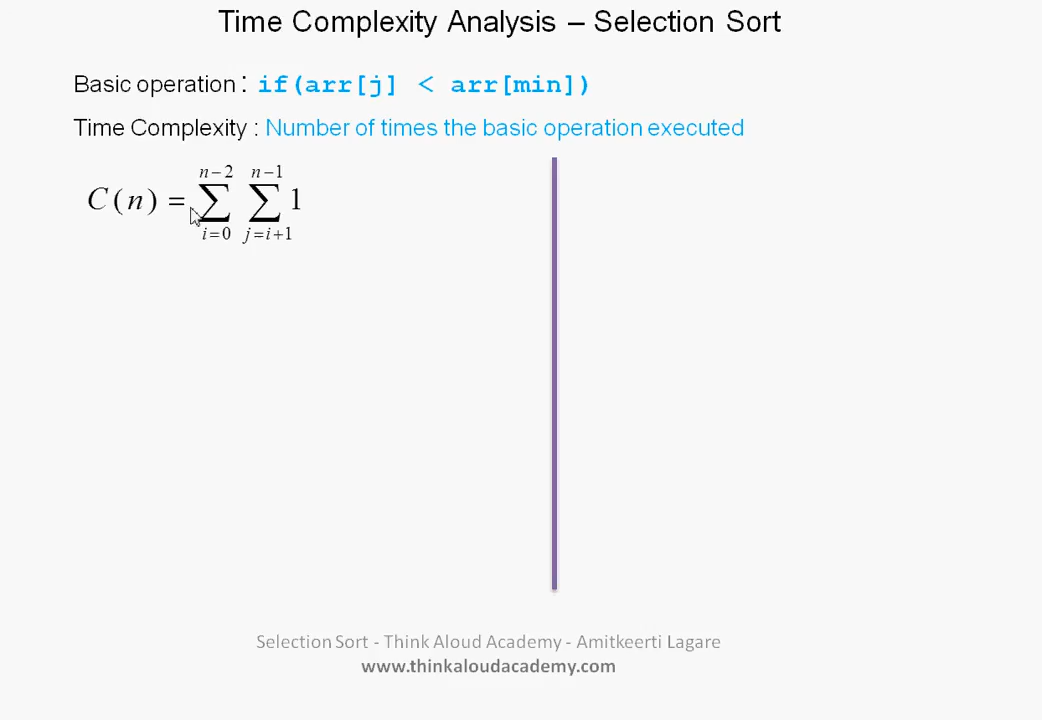 Time Complexity Analysis – Selection Sort
Basic operation : if(arr[j] < arr[min])
Time Complexity : Number of times the basic operation executed
n−2 n−1
C(n) = ∑ ∑ 1
i=0 j=i+1
Selection Sort - Think Aloud Academy - Amitkeerti Lagare
www.thinkaloudacademy.com